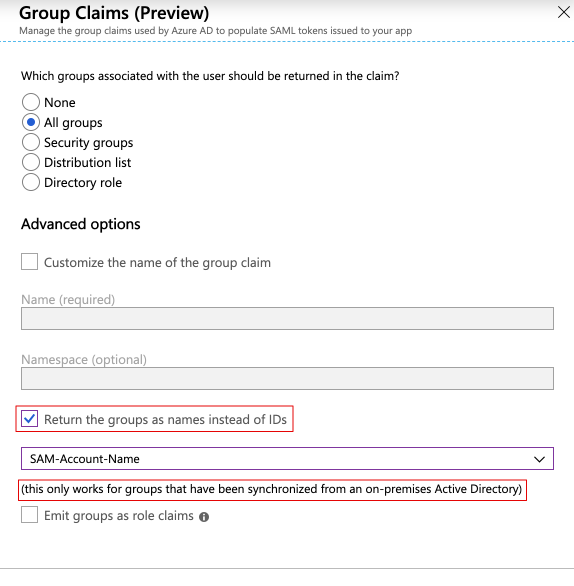 Group Claims (Preview)
Manage the group claims used by Azure AD to populate SAML tokens issued to your app
Which groups associated with the user should be returned in the claim?
None
All groups
Security groups
Distribution list
Directory role
Advanced options
Customize the name of the group claim
Name (required)
Namespace (optional)
Return the groups as names instead of IDs
SAM-Account-Name
(this only works for groups that have been synchronized from an on-premises Active Directory)
Emit groups as role claims